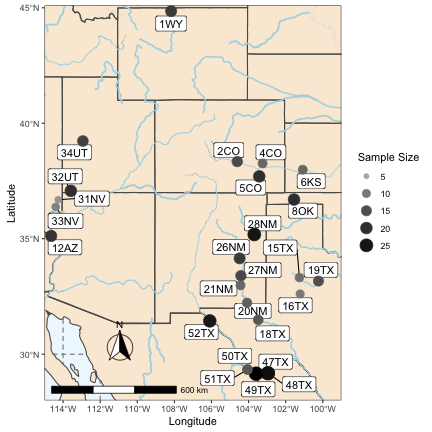 45°N
1WY
40°N
34UT
2CO
4CO
32UT
5CO
6KS
31NV
8OK
33NV
28NM
35°N
12AZ
26NM
15TX
27NM
19TX
21NM
16TX
20NM
52TX
18TX
30°N
50TX
47TX
51TX
48TX
49TX
N
600 km
114°W
112°W
110°W
108°W
106°W
104°W
102°W
100°W
Longitude
Latitude
Sample Size
5
10
15
20
25